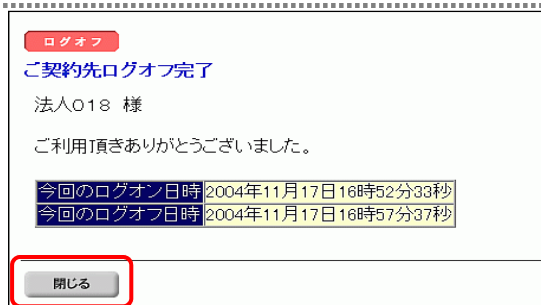 ログオフ
ご契約先ログオフ完了
法人018 様
ご利用頂きありがとうございました。
今回のログオン日時 2004年11月17日16時52分33秒
今回のログオフ日時 2004年11月17日16時57分37秒
閉じる